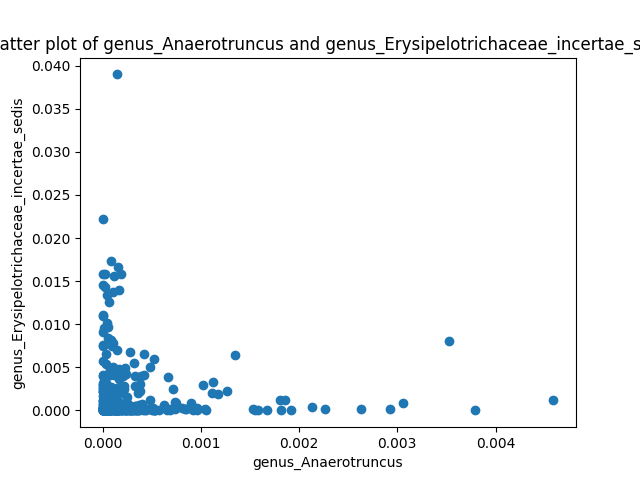 atter plot of genus_Anaerotruncus and genus_Erysipelotrichaceae_incertae_s
0.040
0.035
0.030
0.025
0.020
0.015
0.010
0.005
0.000
genus_Erysipelotrichaceae_incertae_sedis
0.000 0.001 0.002 0.003 0.004
genus_Anaerotruncus